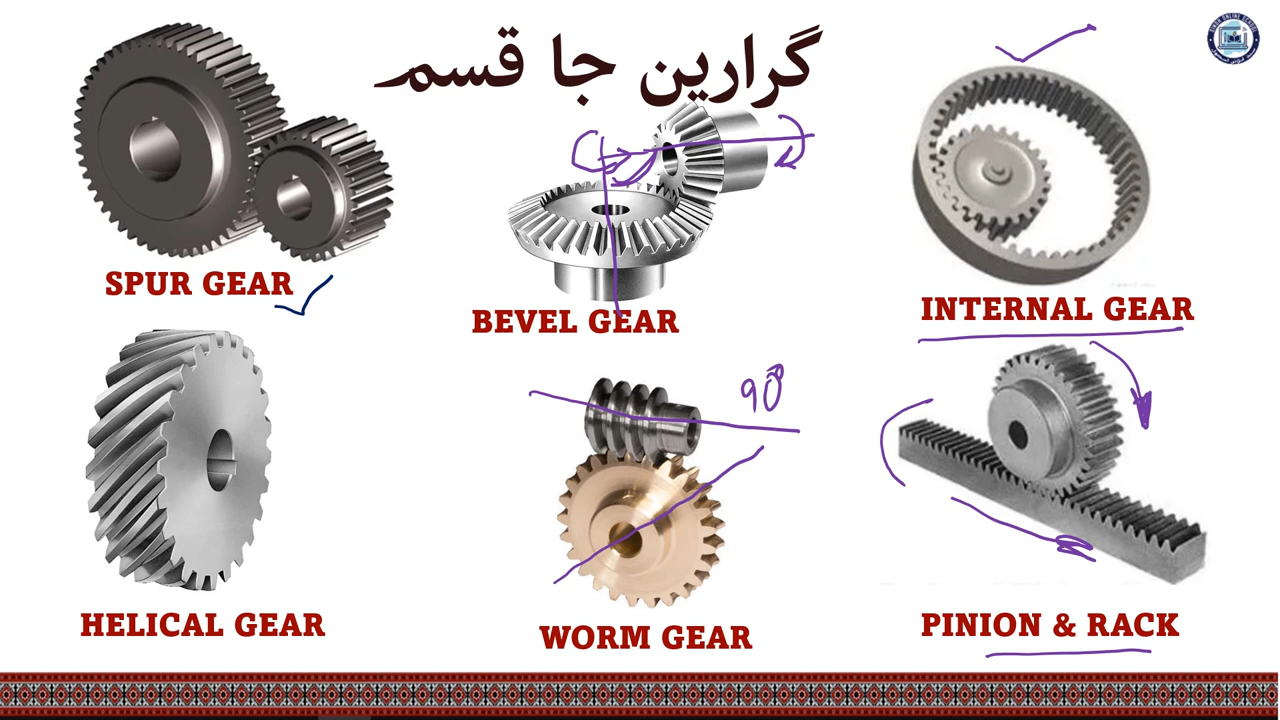 گرارين جا قسم
SPUR GEAR
BEVEL GEAR
INTERNAL GEAR
90°
HELICAL GEAR
WORM GEAR
PINION & RACK